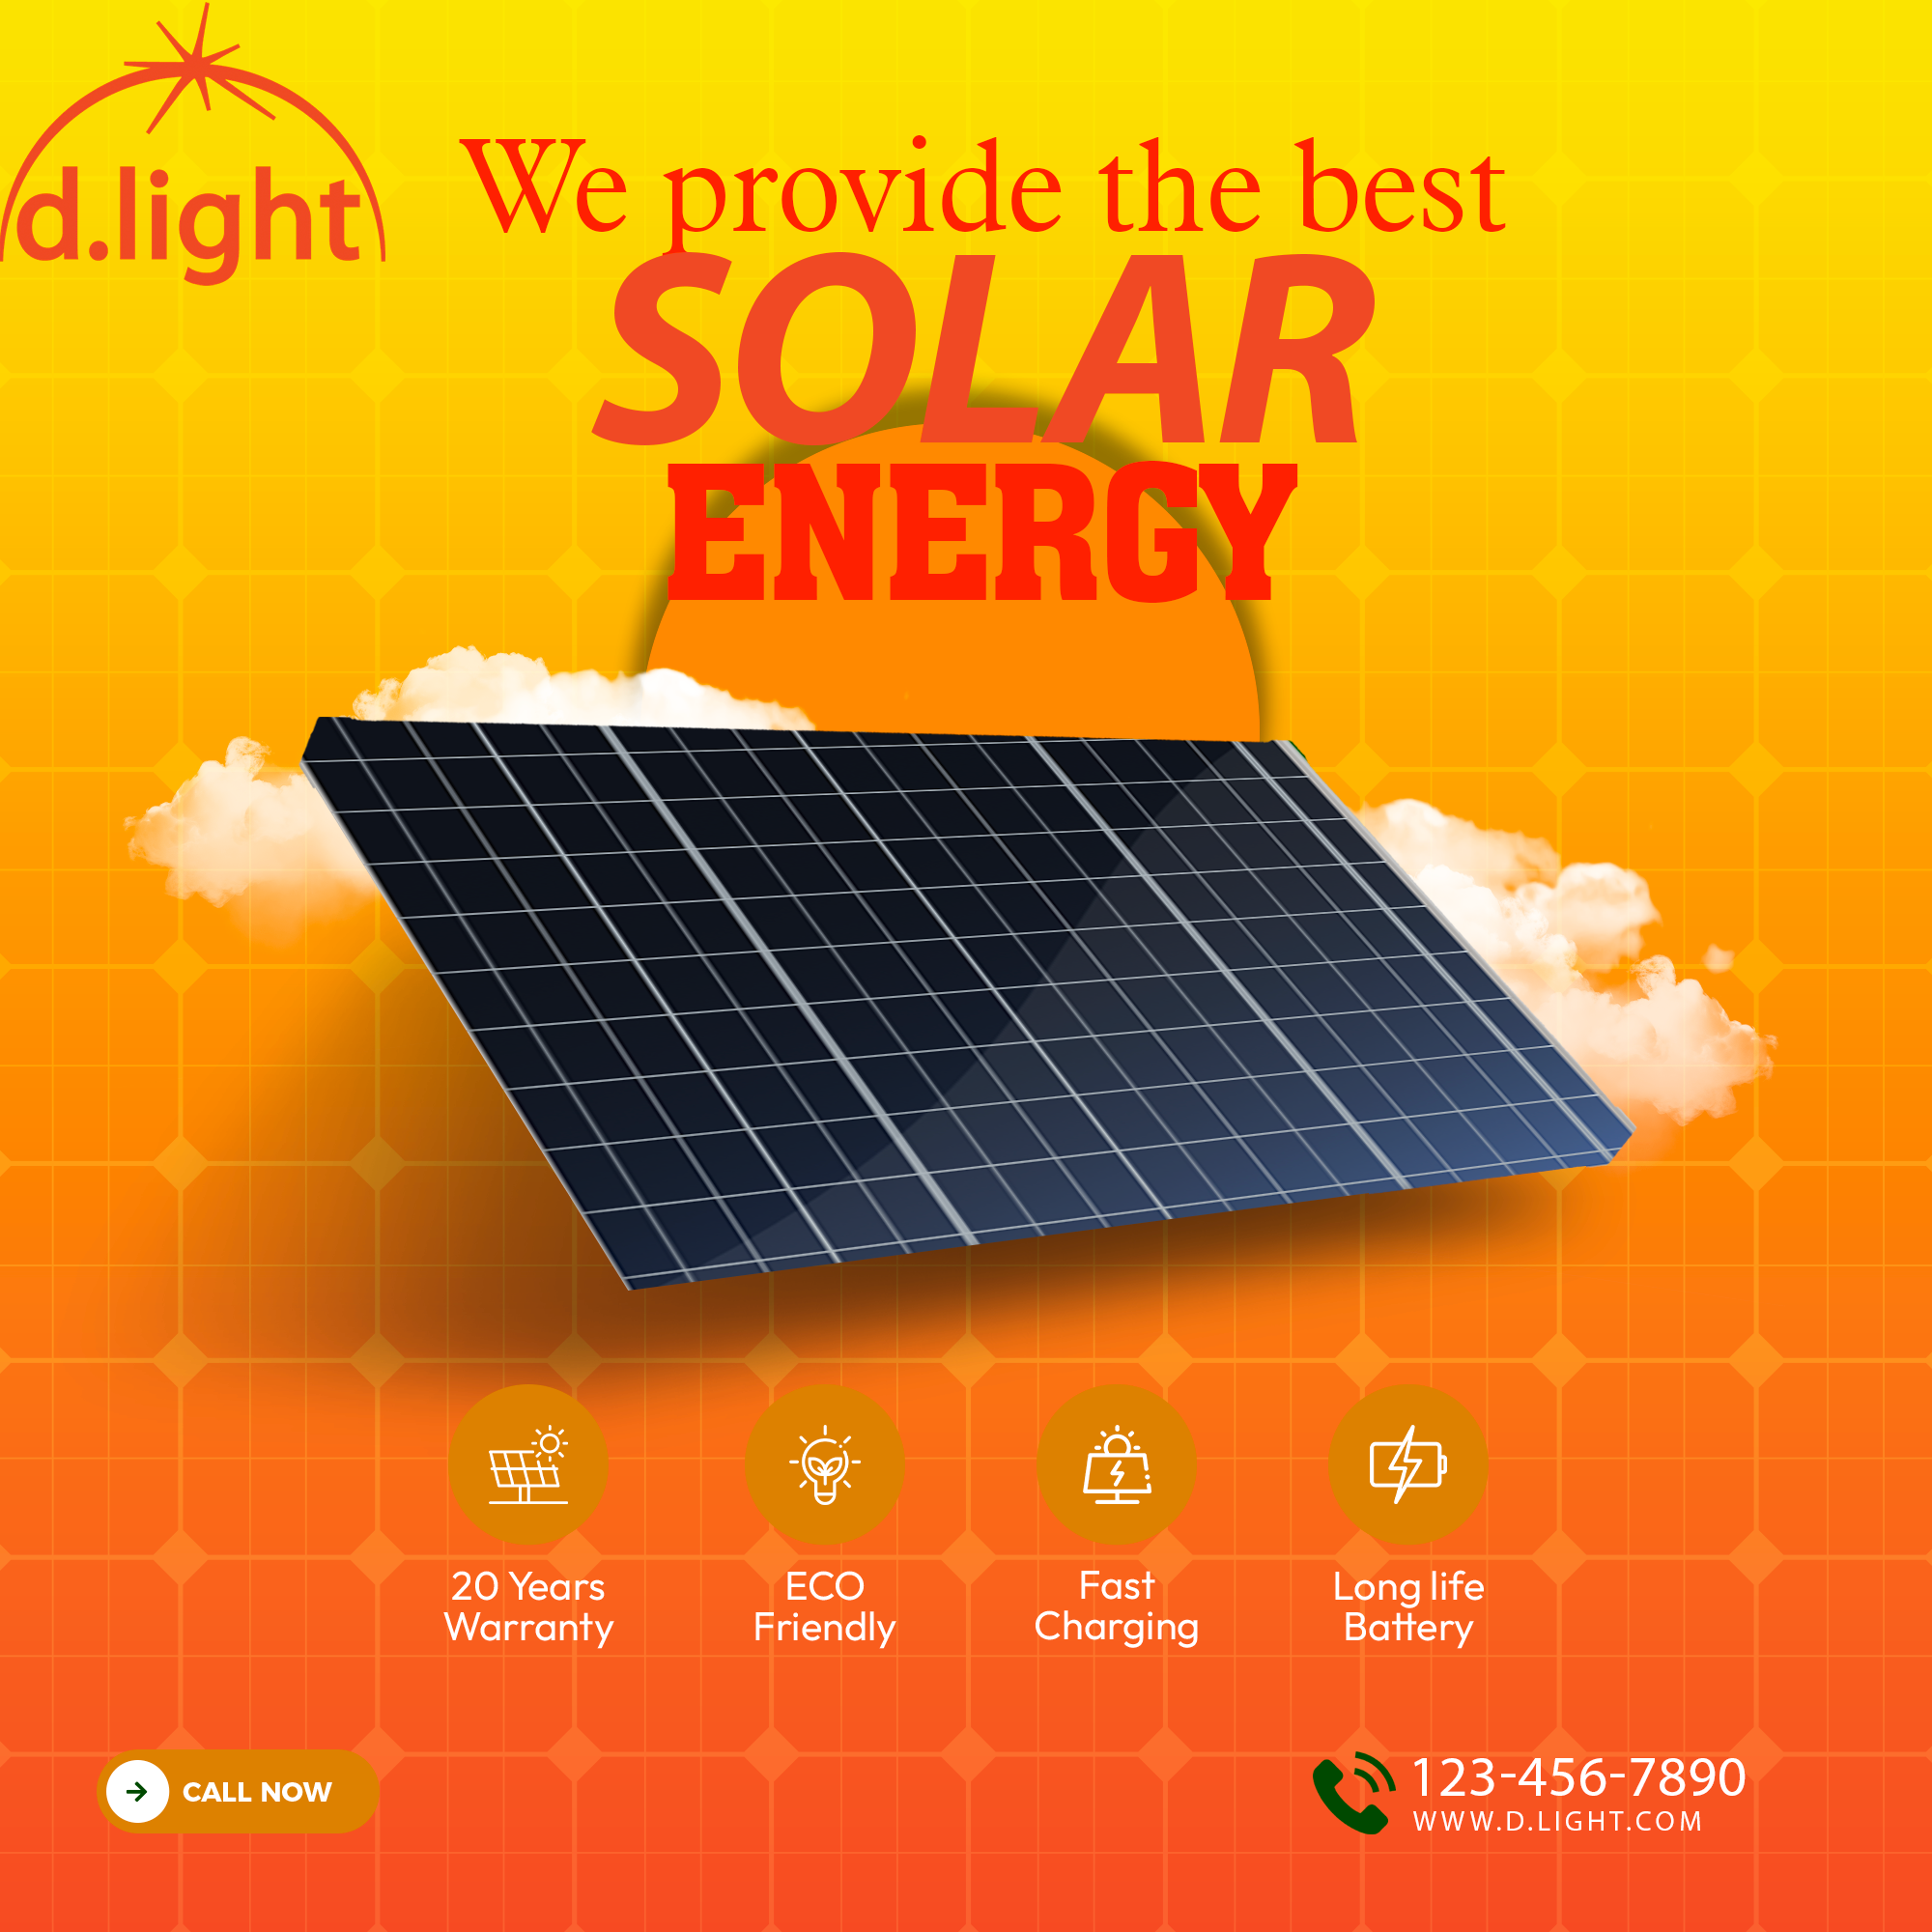 d.light
We provide the best
SOLAR
ENERGY
20 Years
Warranty
ECO
Friendly
Fast
Charging
Long life
Battery
CALL NOW
123-456-7890
WWW.D.LIGHT.COM